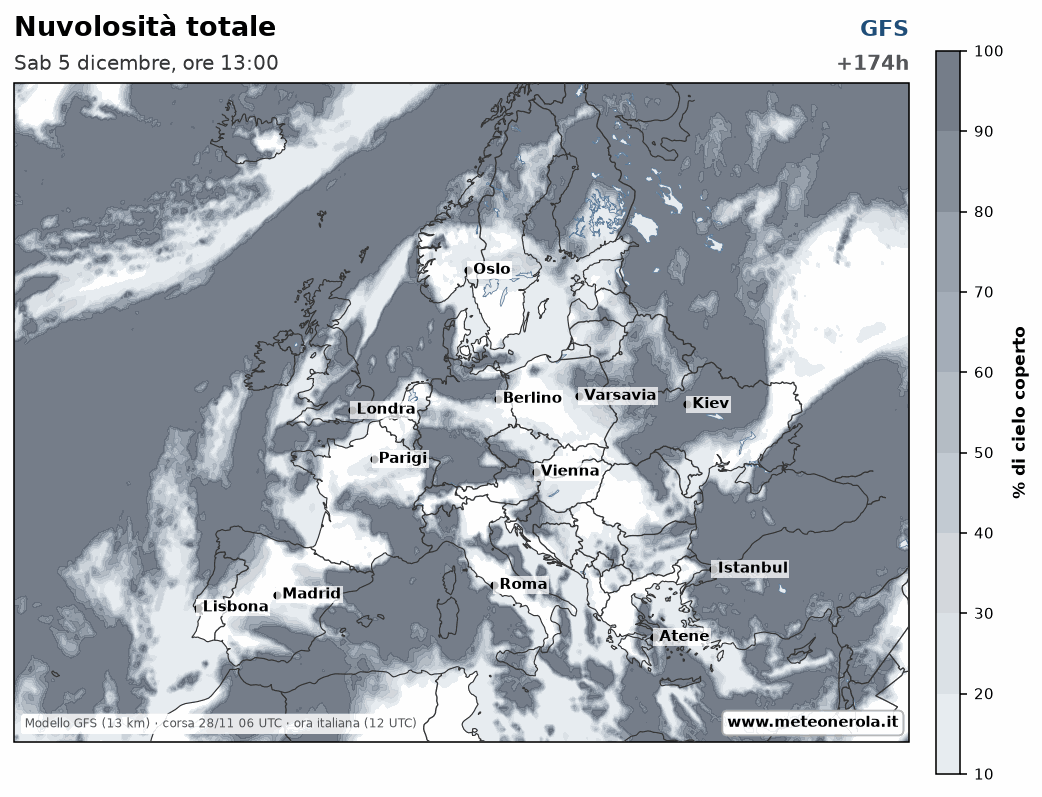 Nuvolosità totale
GFS
Sab 5 dicembre, ore 13:00
+174h
100
90
80
70
60
50
40
30
20
10
% di cielo coperto
Oslo
Berlino
Varsavia
Kiev
Londra
Parigi
Vienna
Istanbul
Roma
Madrid
Lisbona
Atene
Modello GFS (13 km) · corsa 28/11 06 UTC · ora italiana (12 UTC)
www.meteonerola.it